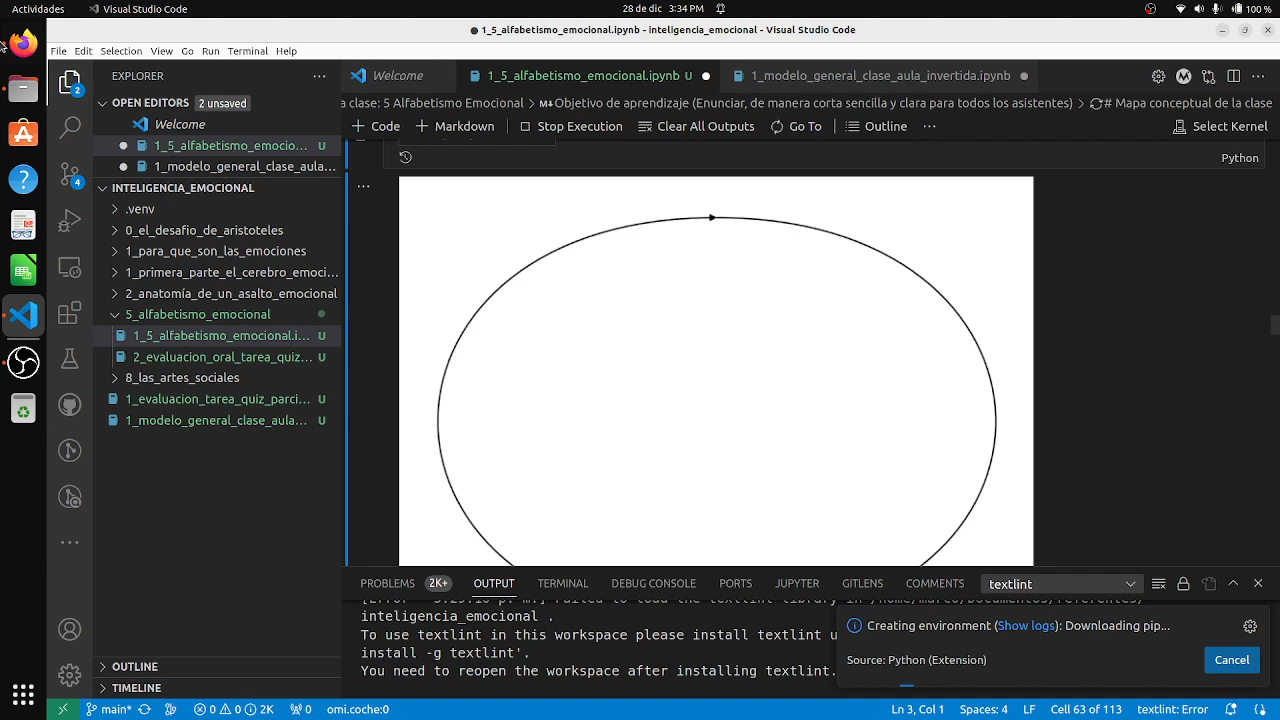 Actividades
Visual Studio Code
28 de dic 3:34 PM
100 %
1_5_alfabetismo_emocional.ipynb - inteligencia_emocional - Visual Studio Code
File Edit Selection View Go Run Terminal Help
EXPLORER
OPEN EDITORS 2 unsaved
Welcome
1_5_alfabetismo_emocio... U
1_modelo_general_clase_aula...
INTELIGENCIA_EMOCIONAL
.venv
0_el_desafio_de_aristoteles
1_para_que_son_las_emociones
1_primera_parte_el_cerebro_emoci...
2_anatomía_de_un_asalto_emocional
5_alfabetismo_emocional
1_5_alfabetismo_emocional.i... U
2_evaluacion_oral_tarea_quiz... U
8_las_artes_sociales
1_evaluacion_tarea_quiz_parci... U
1_modelo_general_clase_aula... U
OUTLINE
TIMELINE
2
4
Welcome
1_5_alfabetismo_emocional.ipynb U
1_modelo_general_clase_aula_invertida.ipynb
a clase: 5 Alfabetismo Emocional > Objetivo de aprendizaje (Enunciar, de manera corta sencilla y clara para todos los asistentes) > # Mapa conceptual de la clase
+ Code + Markdown Stop Execution Clear All Outputs Go To Outline ... Select Kernel
Python
PROBLEMS 2K+ OUTPUT TERMINAL DEBUG CONSOLE PORTS JUPYTER GITLENS COMMENTS textlint
inteligencia_emocional .
To use textlint in this workspace please install textlint u
install -g textlint'.
You need to reopen the workspace after installing textlint.
Creating environment (Show logs): Downloading pip...
Source: Python (Extension)
Cancel
main* 0 0 2K 0 omi.coche:0 Ln 3, Col 1 Spaces: 4 LF Cell 63 of 113 textlint: Error